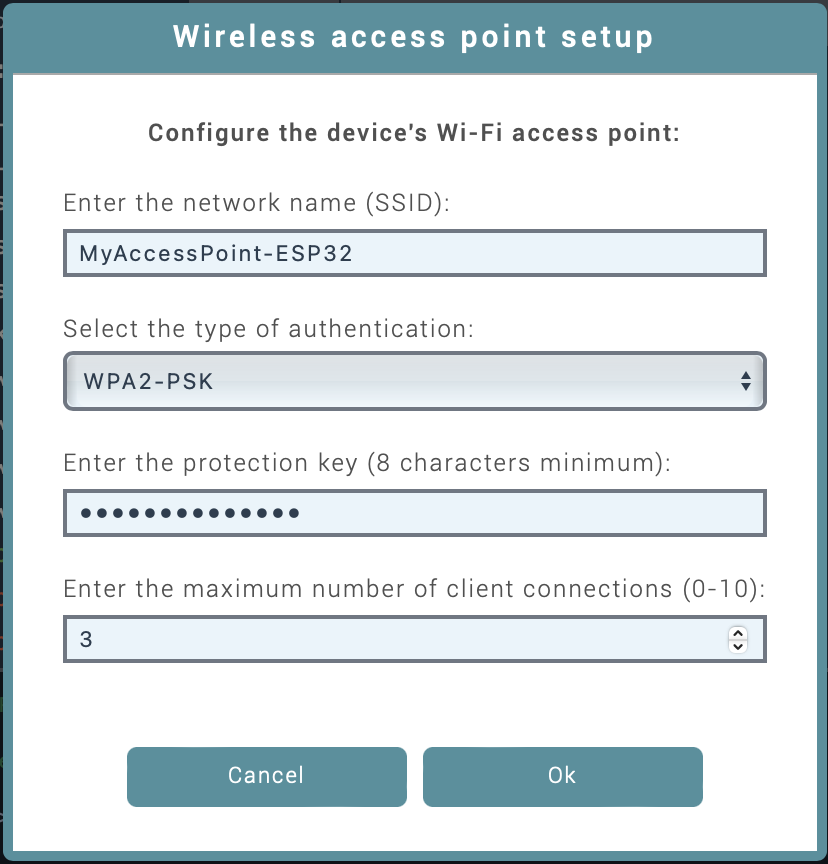 Wireless access point setup
Configure the device's Wi-Fi access point:
Enter the network name (SSID):
MyAccessPoint-ESP32
Select the type of authentication:
WPA2-PSK
Enter the protection key (8 characters minimum):
••••••••••••••
Enter the maximum number of client connections (0-10):
3
Cancel
Ok